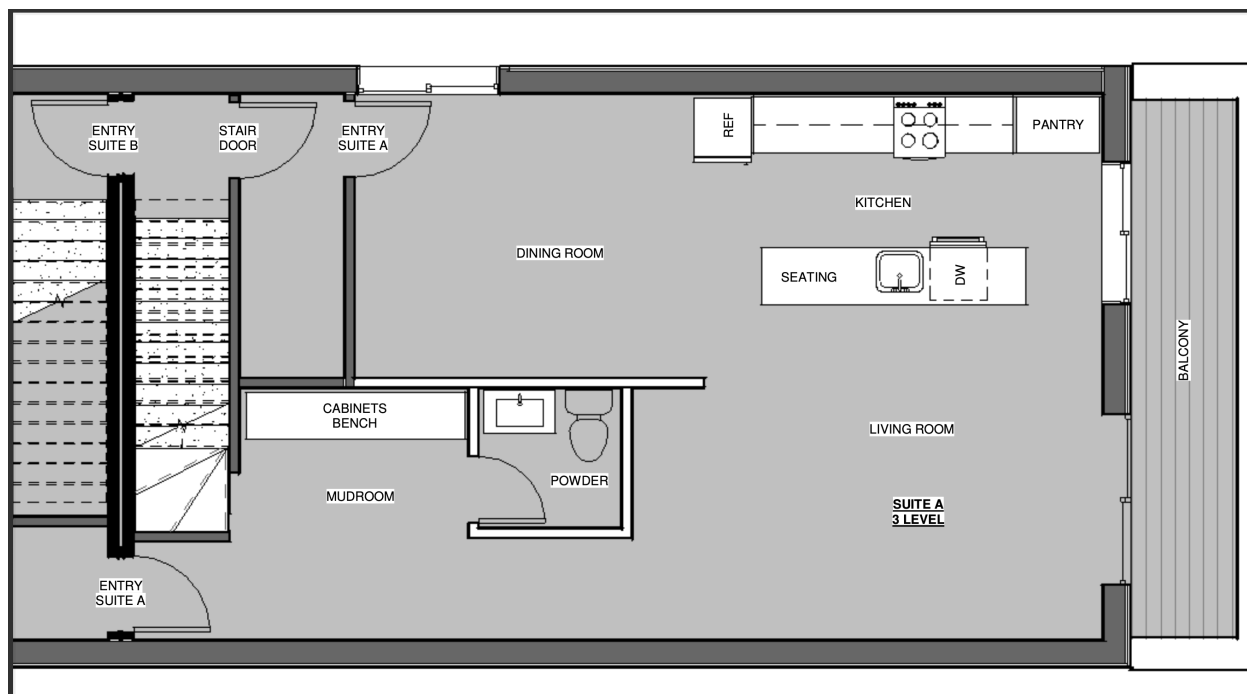 ENTRY
SUITE B
STAIR
DOOR
ENTRY
SUITE A
REF
PANTRY
KITCHEN
DINING ROOM
SEATING
DW
BALCONY
CABINETS
BENCH
LIVING ROOM
POWDER
MUDROOM
SUITE A
3 LEVEL
ENTRY
SUITE A